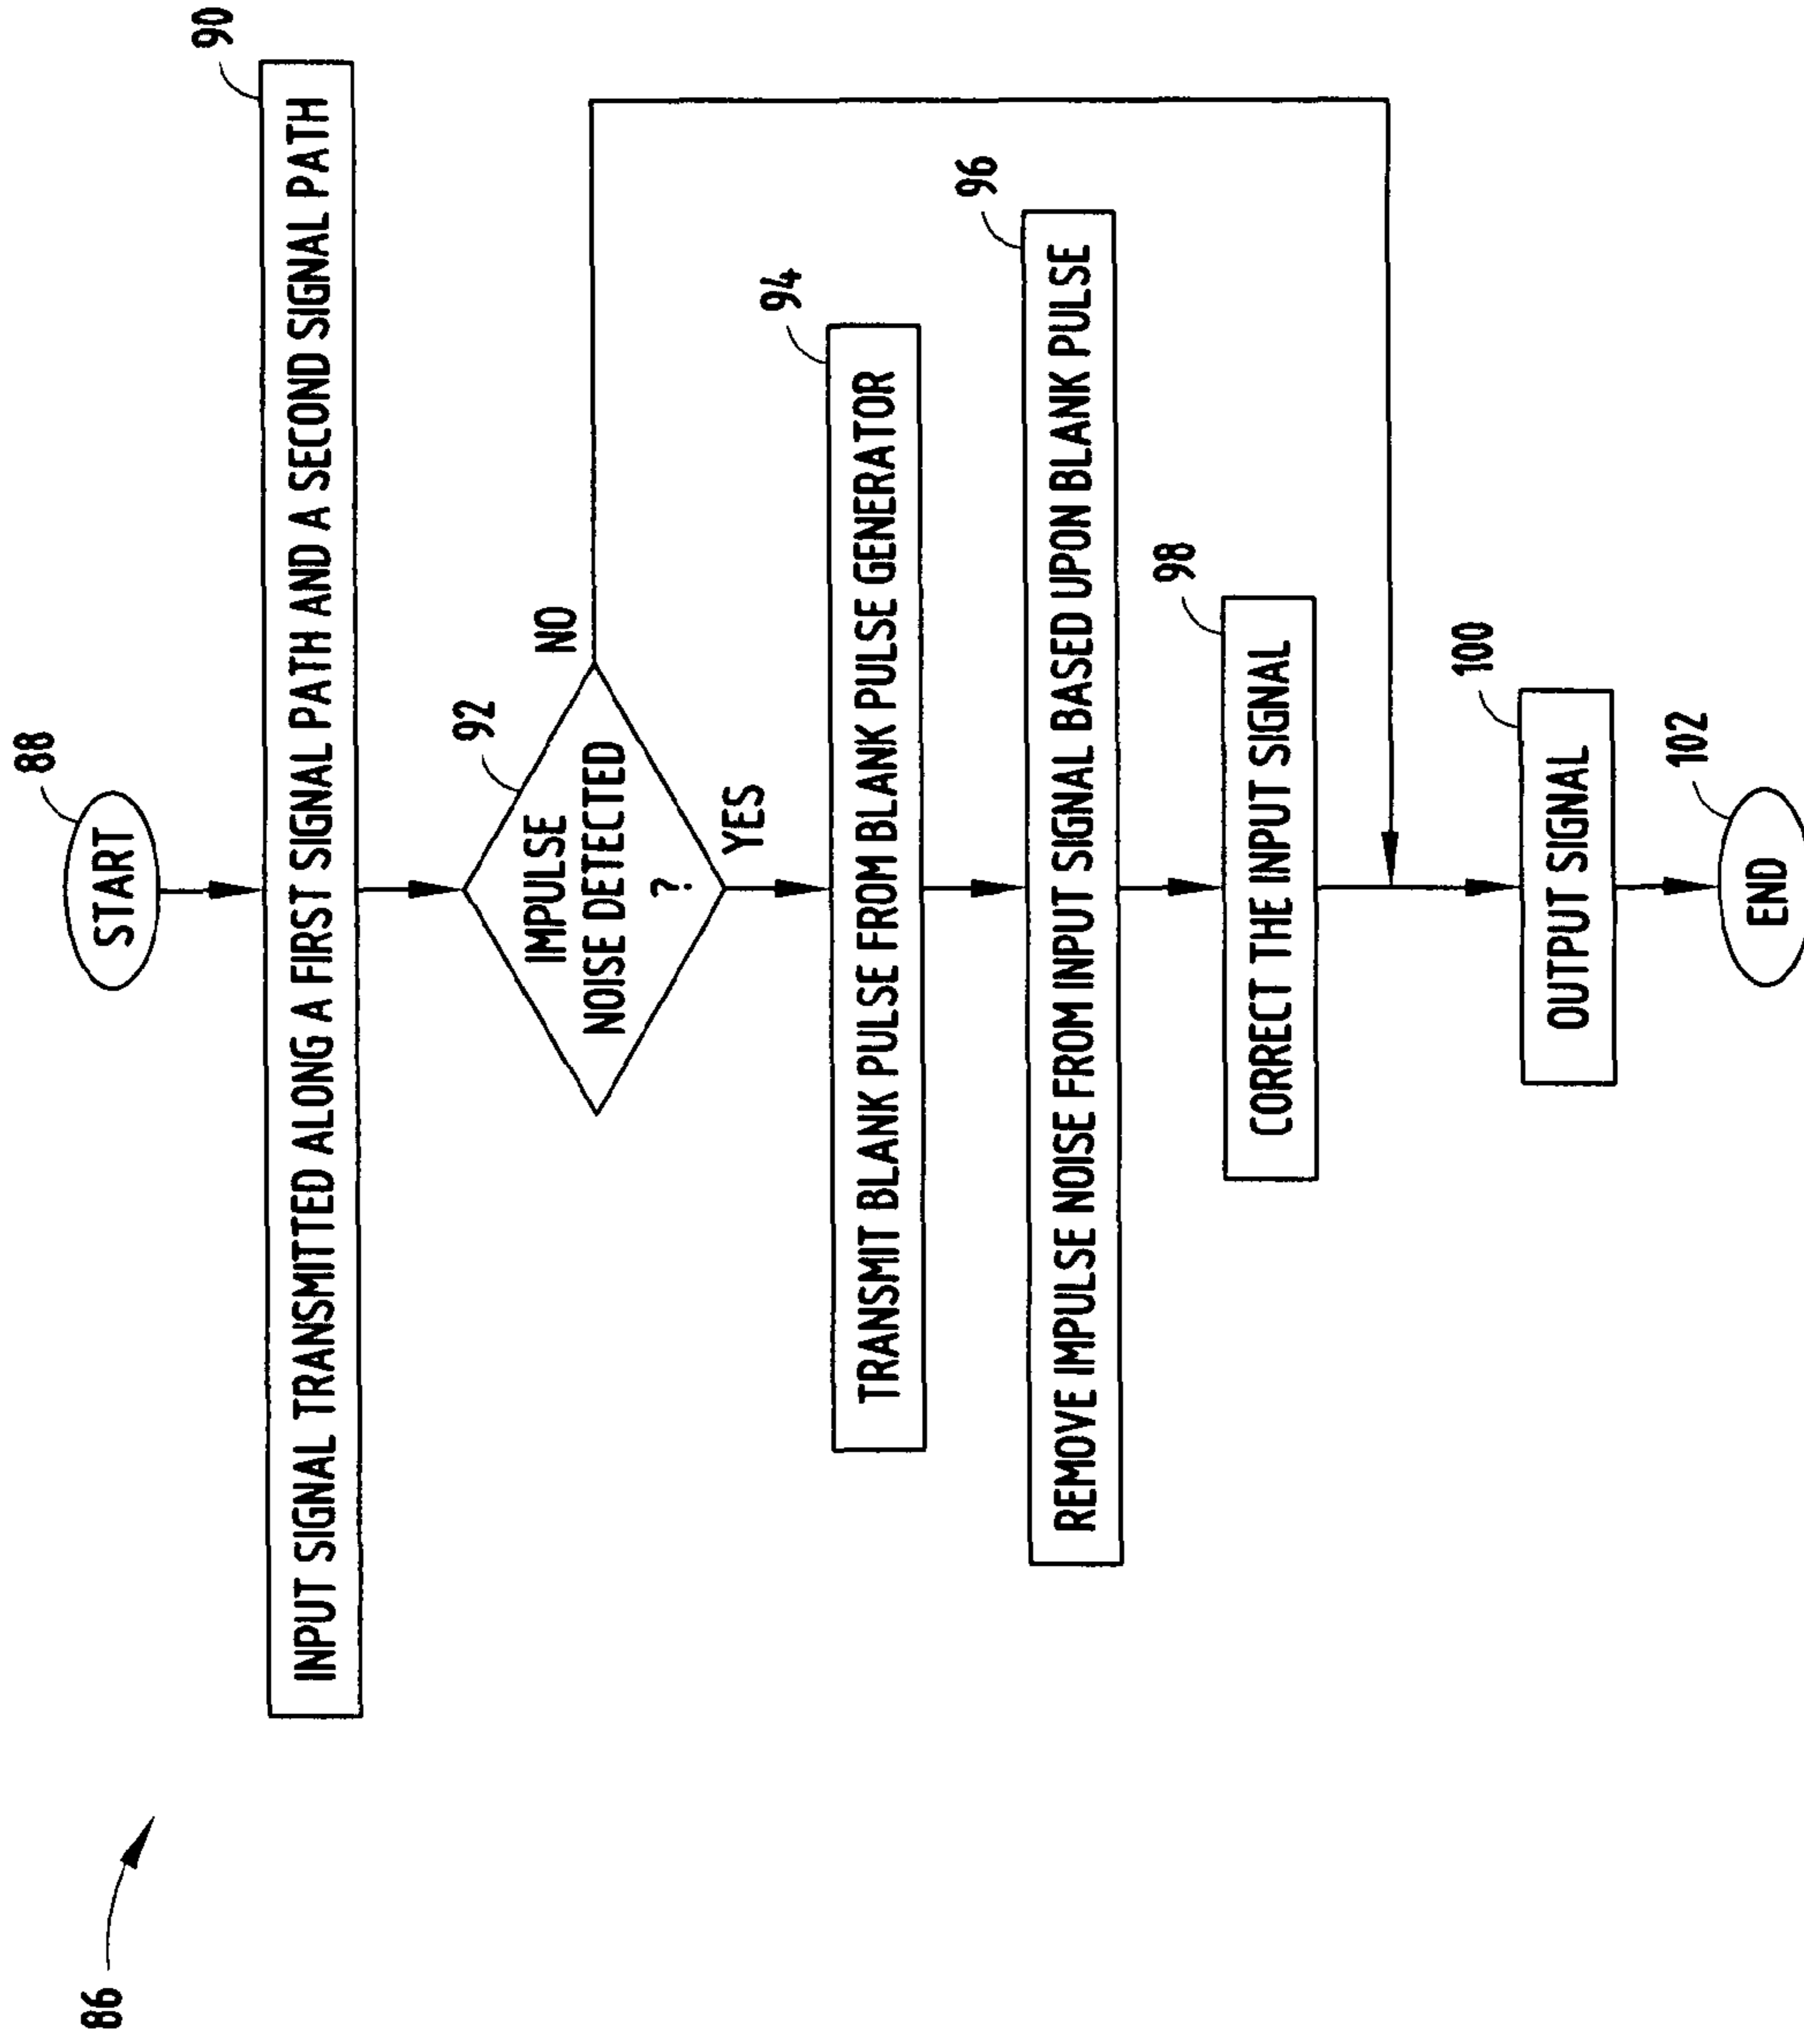 86
88
START
90
INPUT SIGNAL TRANSMITTED ALONG A FIRST SIGNAL PATH AND A SECOND SIGNAL PATH
92
IMPULSE
NOISE DETECTED
?
NO
YES
94
TRANSMIT BLANK PULSE FROM BLANK PULSE GENERATOR
96
REMOVE IMPULSE NOISE FROM INPUT SIGNAL BASED UPON BLANK PULSE
98
CORRECT THE INPUT SIGNAL
100
OUTPUT SIGNAL
102
END